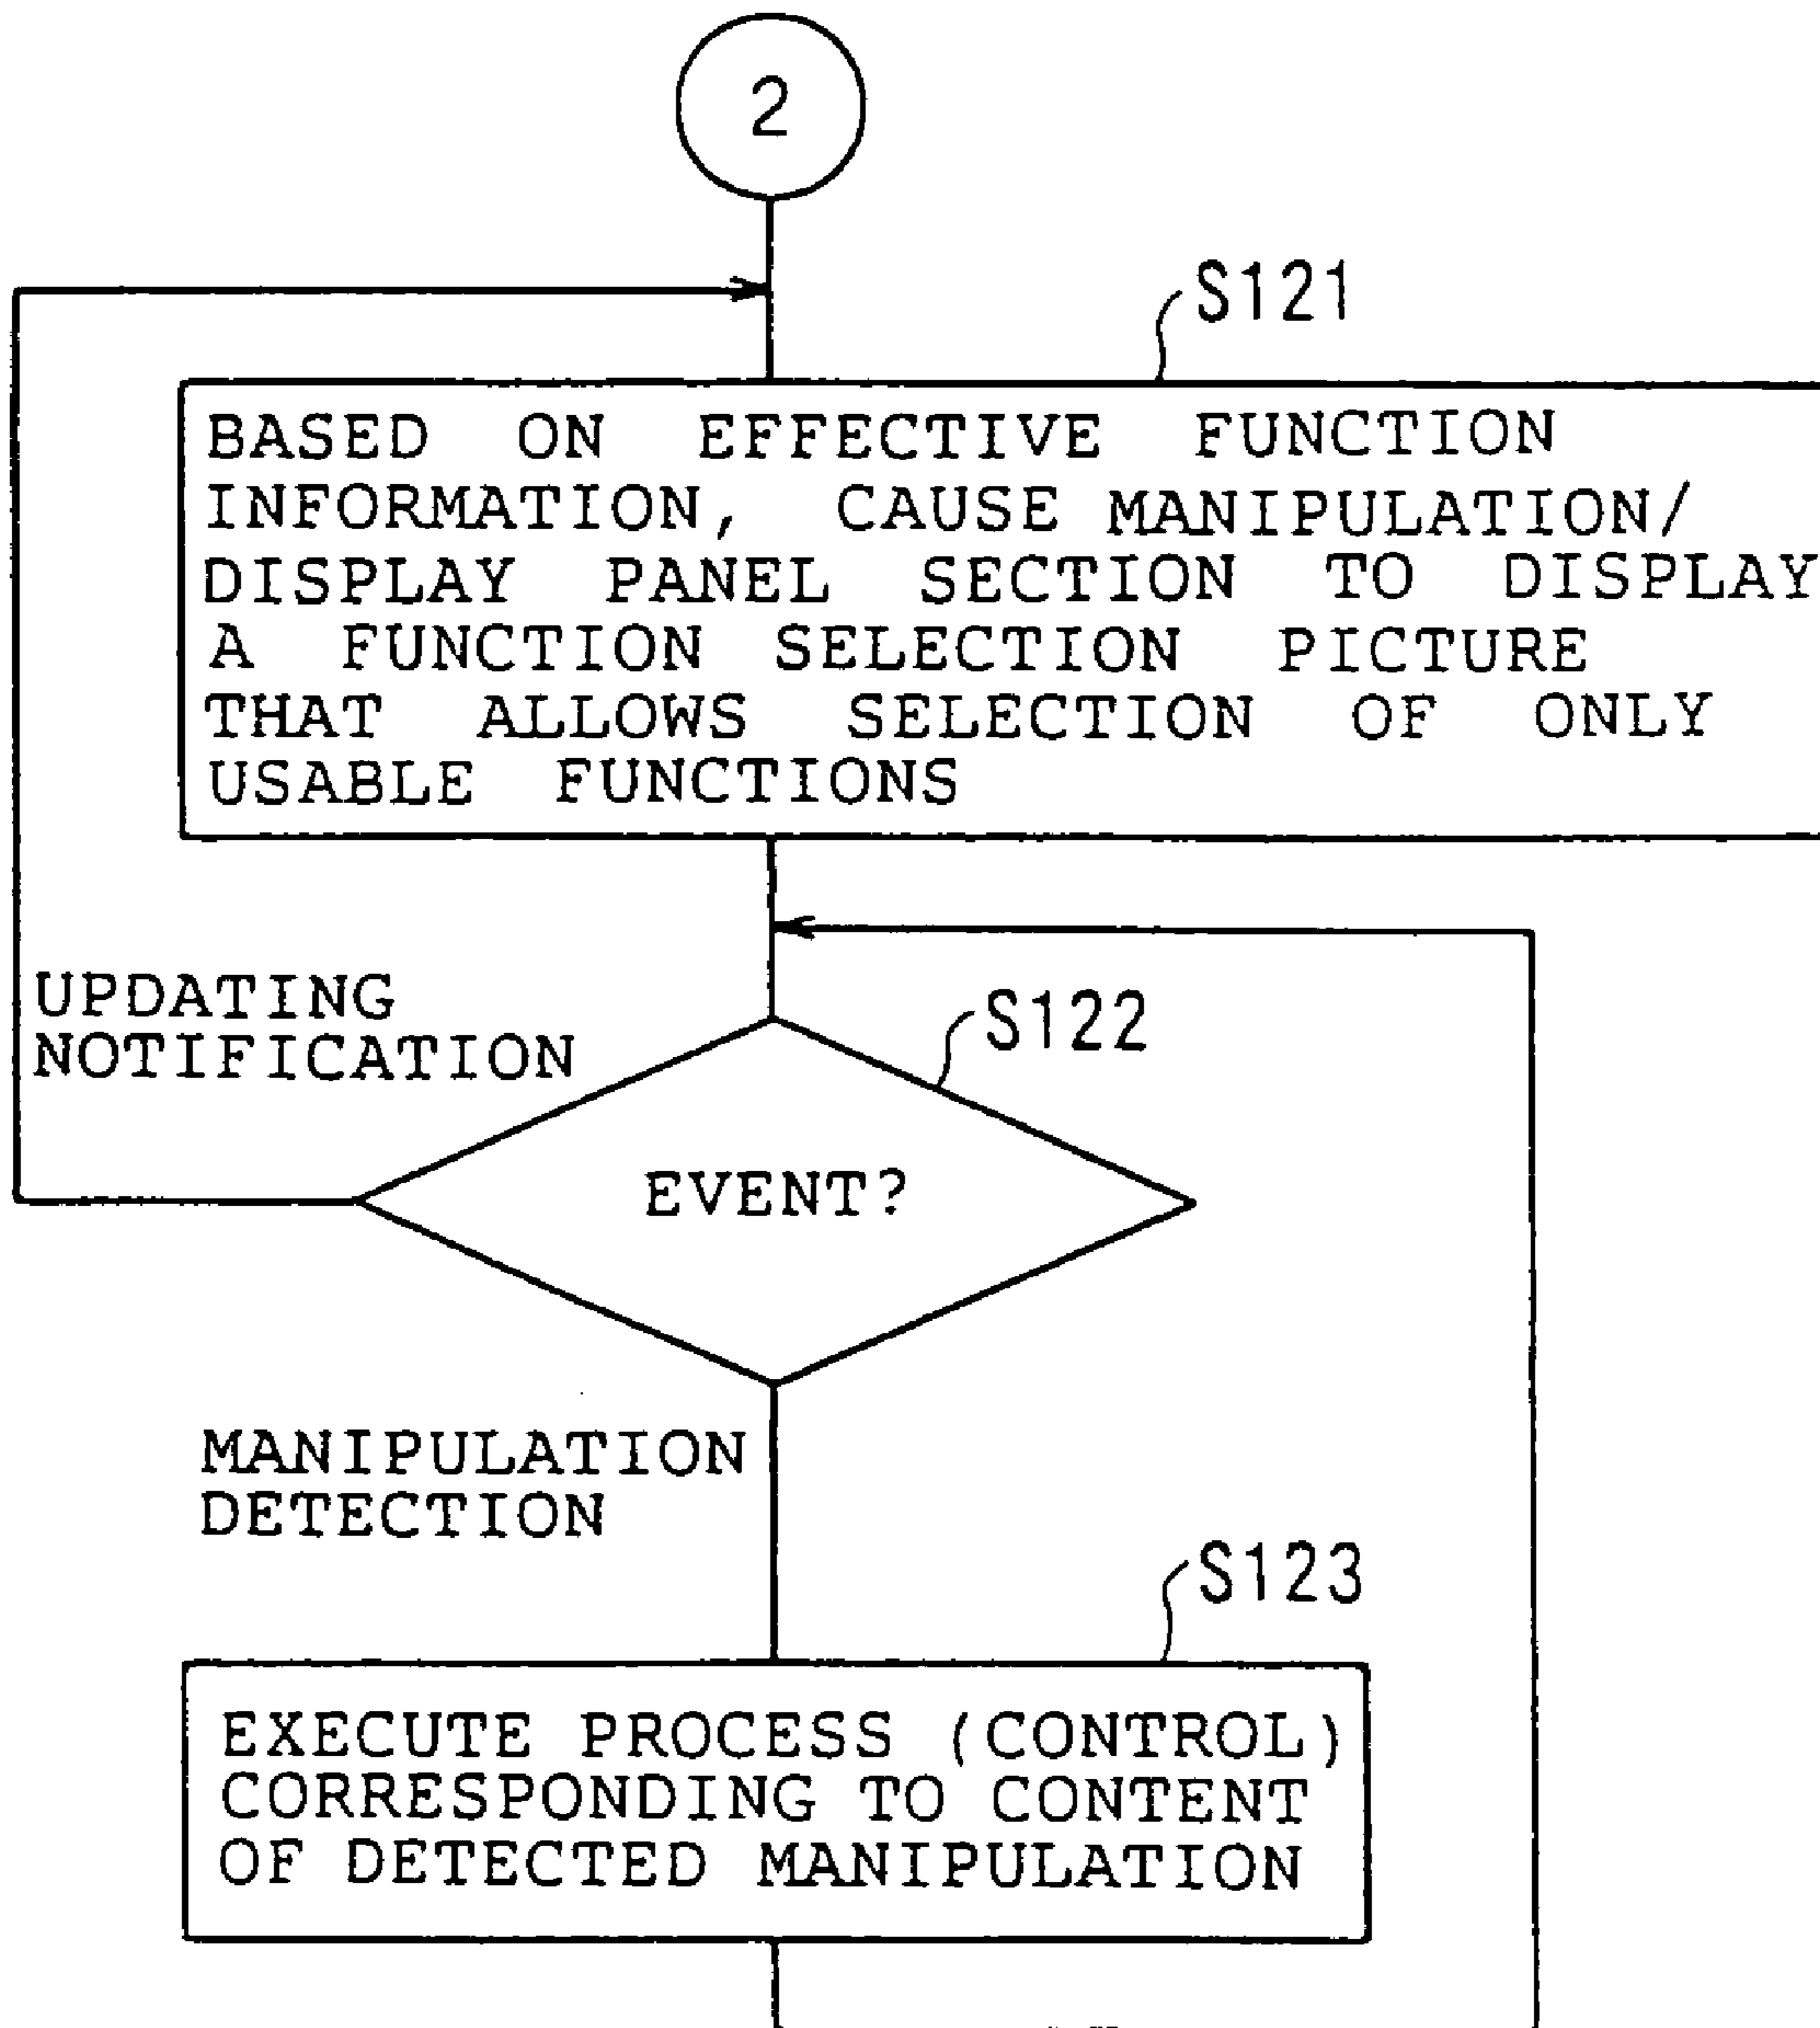 2
S121
BASED ON EFFECTIVE FUNCTION
INFORMATION, CAUSE MANIPULATION/
DISPLAY PANEL SECTION TO DISPLAY
A FUNCTION SELECTION PICTURE
THAT ALLOWS SELECTION OF ONLY
USABLE FUNCTIONS
UPDATING
NOTIFICATION
S122
EVENT?
MANIPULATION
DETECTION
S123
EXECUTE PROCESS (CONTROL)
CORRESPONDING TO CONTENT
OF DETECTED MANIPULATION